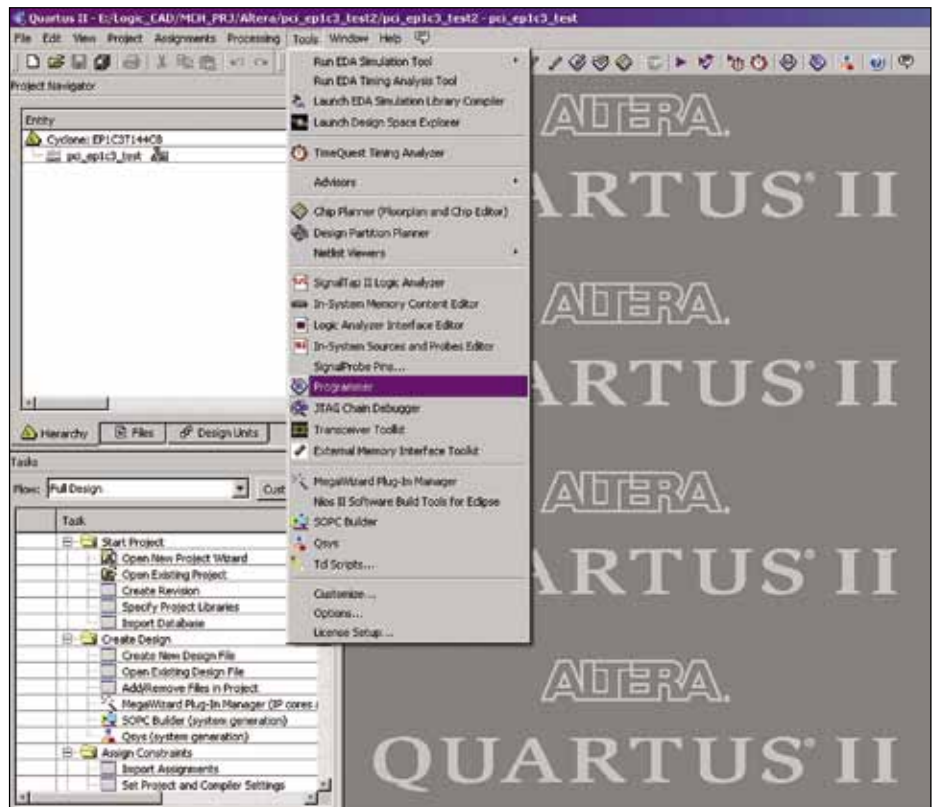 Quartus II - E:/Logic_CAD/MCH_PRJ/Altera/pci_ep1c3_test2/pci_ep1c3_test2 - pci_ep1c3_test
File Edit View Project Assignments Processing Tools Window Help
Project Navigator
Entity
Cyclone: EP1C3T144C8
pci_ep1c3_test
Hierarchy Files Design Units
Tasks
Flow: Full Design Cust
Task
Start Project
Open New Project Wizard
Open Existing Project
Create Revision
Specify Project Libraries
Import Database
Create Design
Create New Design File
Open Existing Design File
Add/Remove Files in Project
MegaWizard Plug-In Manager (IP cores
SOPC Builder (system generation)
Qsys (system generation)
Assign Constraints
Import Assignments
Set Project and Compiler Settings
Run EDA Simulation Tool
Run EDA Timing Analysis Tool
Launch EDA Simulation Library Compiler
Launch Design Space Explorer
TimeQuest Timing Analyzer
Advisors
Chip Planner (Floorplan and Chip Editor)
Design Partition Planner
Netlist Viewers
SignalTap II Logic Analyzer
In-System Memory Content Editor
Logic Analyzer Interface Editor
In-System Sources and Probes Editor
SignalProbe Pins...
Programmer
JTAG Chain Debugger
Transceiver Toolkit
External Memory Interface Toolkit
MegaWizard Plug-In Manager
Nios II Software Build Tools for Eclipse
SOPC Builder
Qsys
Tcl Scripts...
Customize...
Options...
License Setup...
ALTERA.
ARTUS II
ALTERA.
ARTUS II
ALTERA.
ARTUS II
ALTERA.
QUARTUS II